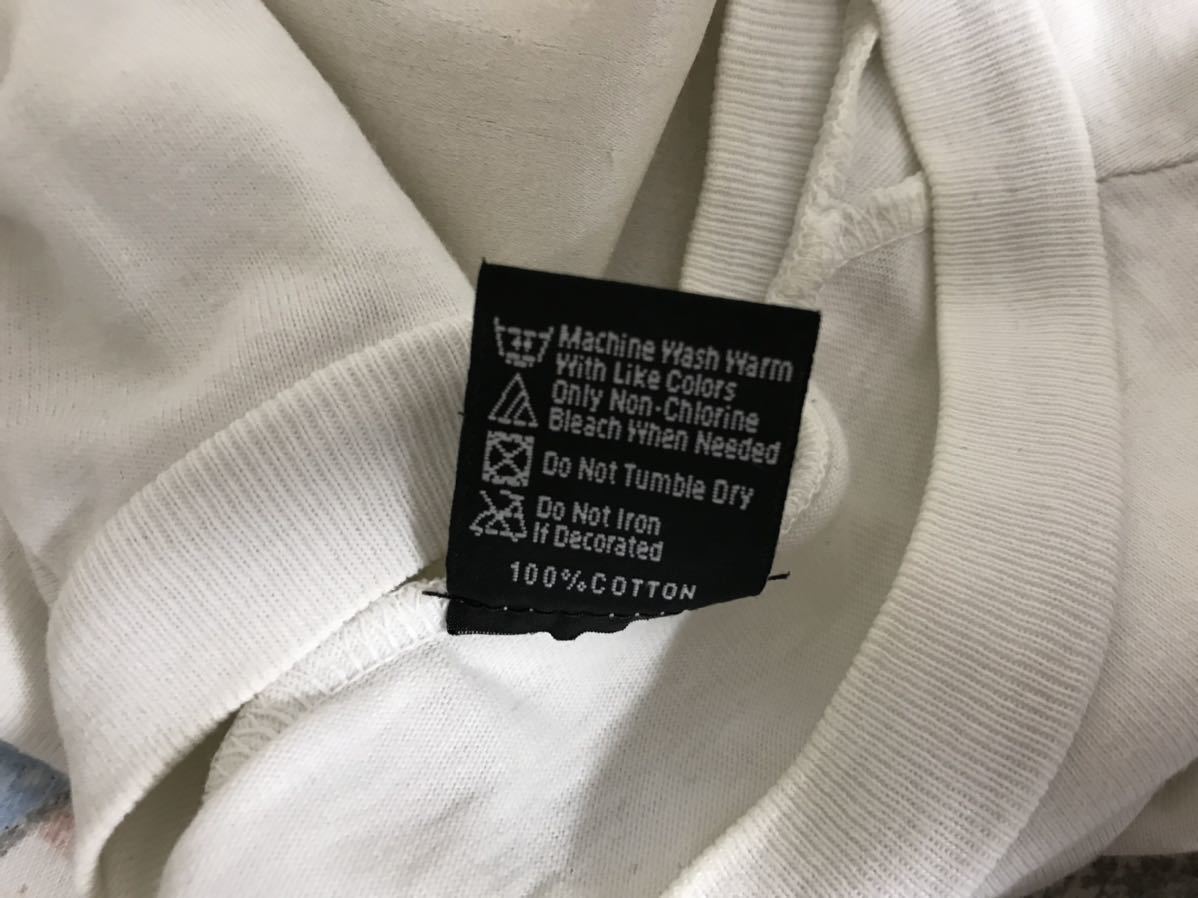 Machine Wash Warm
With Like Colors
Only Non-Chlorine
Bleach When Needed
Do Not Tumble Dry
Do Not Iron
If Decorated
100% COTTON